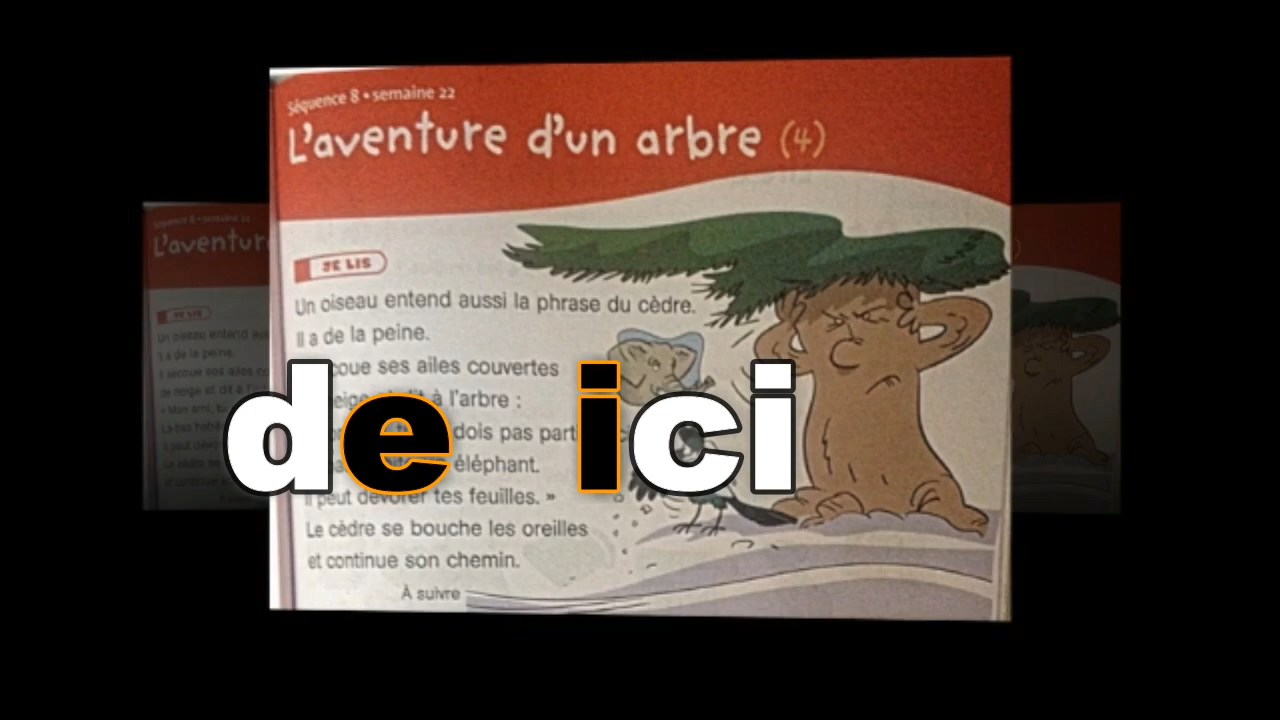 Séquence 8 • semaine 22
L'aventure d'un arbre (4)
JE LIS
Un oiseau entend aussi la phrase du cèdre.
Il a de la peine.
coue ses ailes couvertes
à l'arbre :
dois pas part
éléphant.
Il peut dévorer tes feuilles. »
Le cèdre se bouche les oreilles
et continue son chemin.
À suivre
de ici